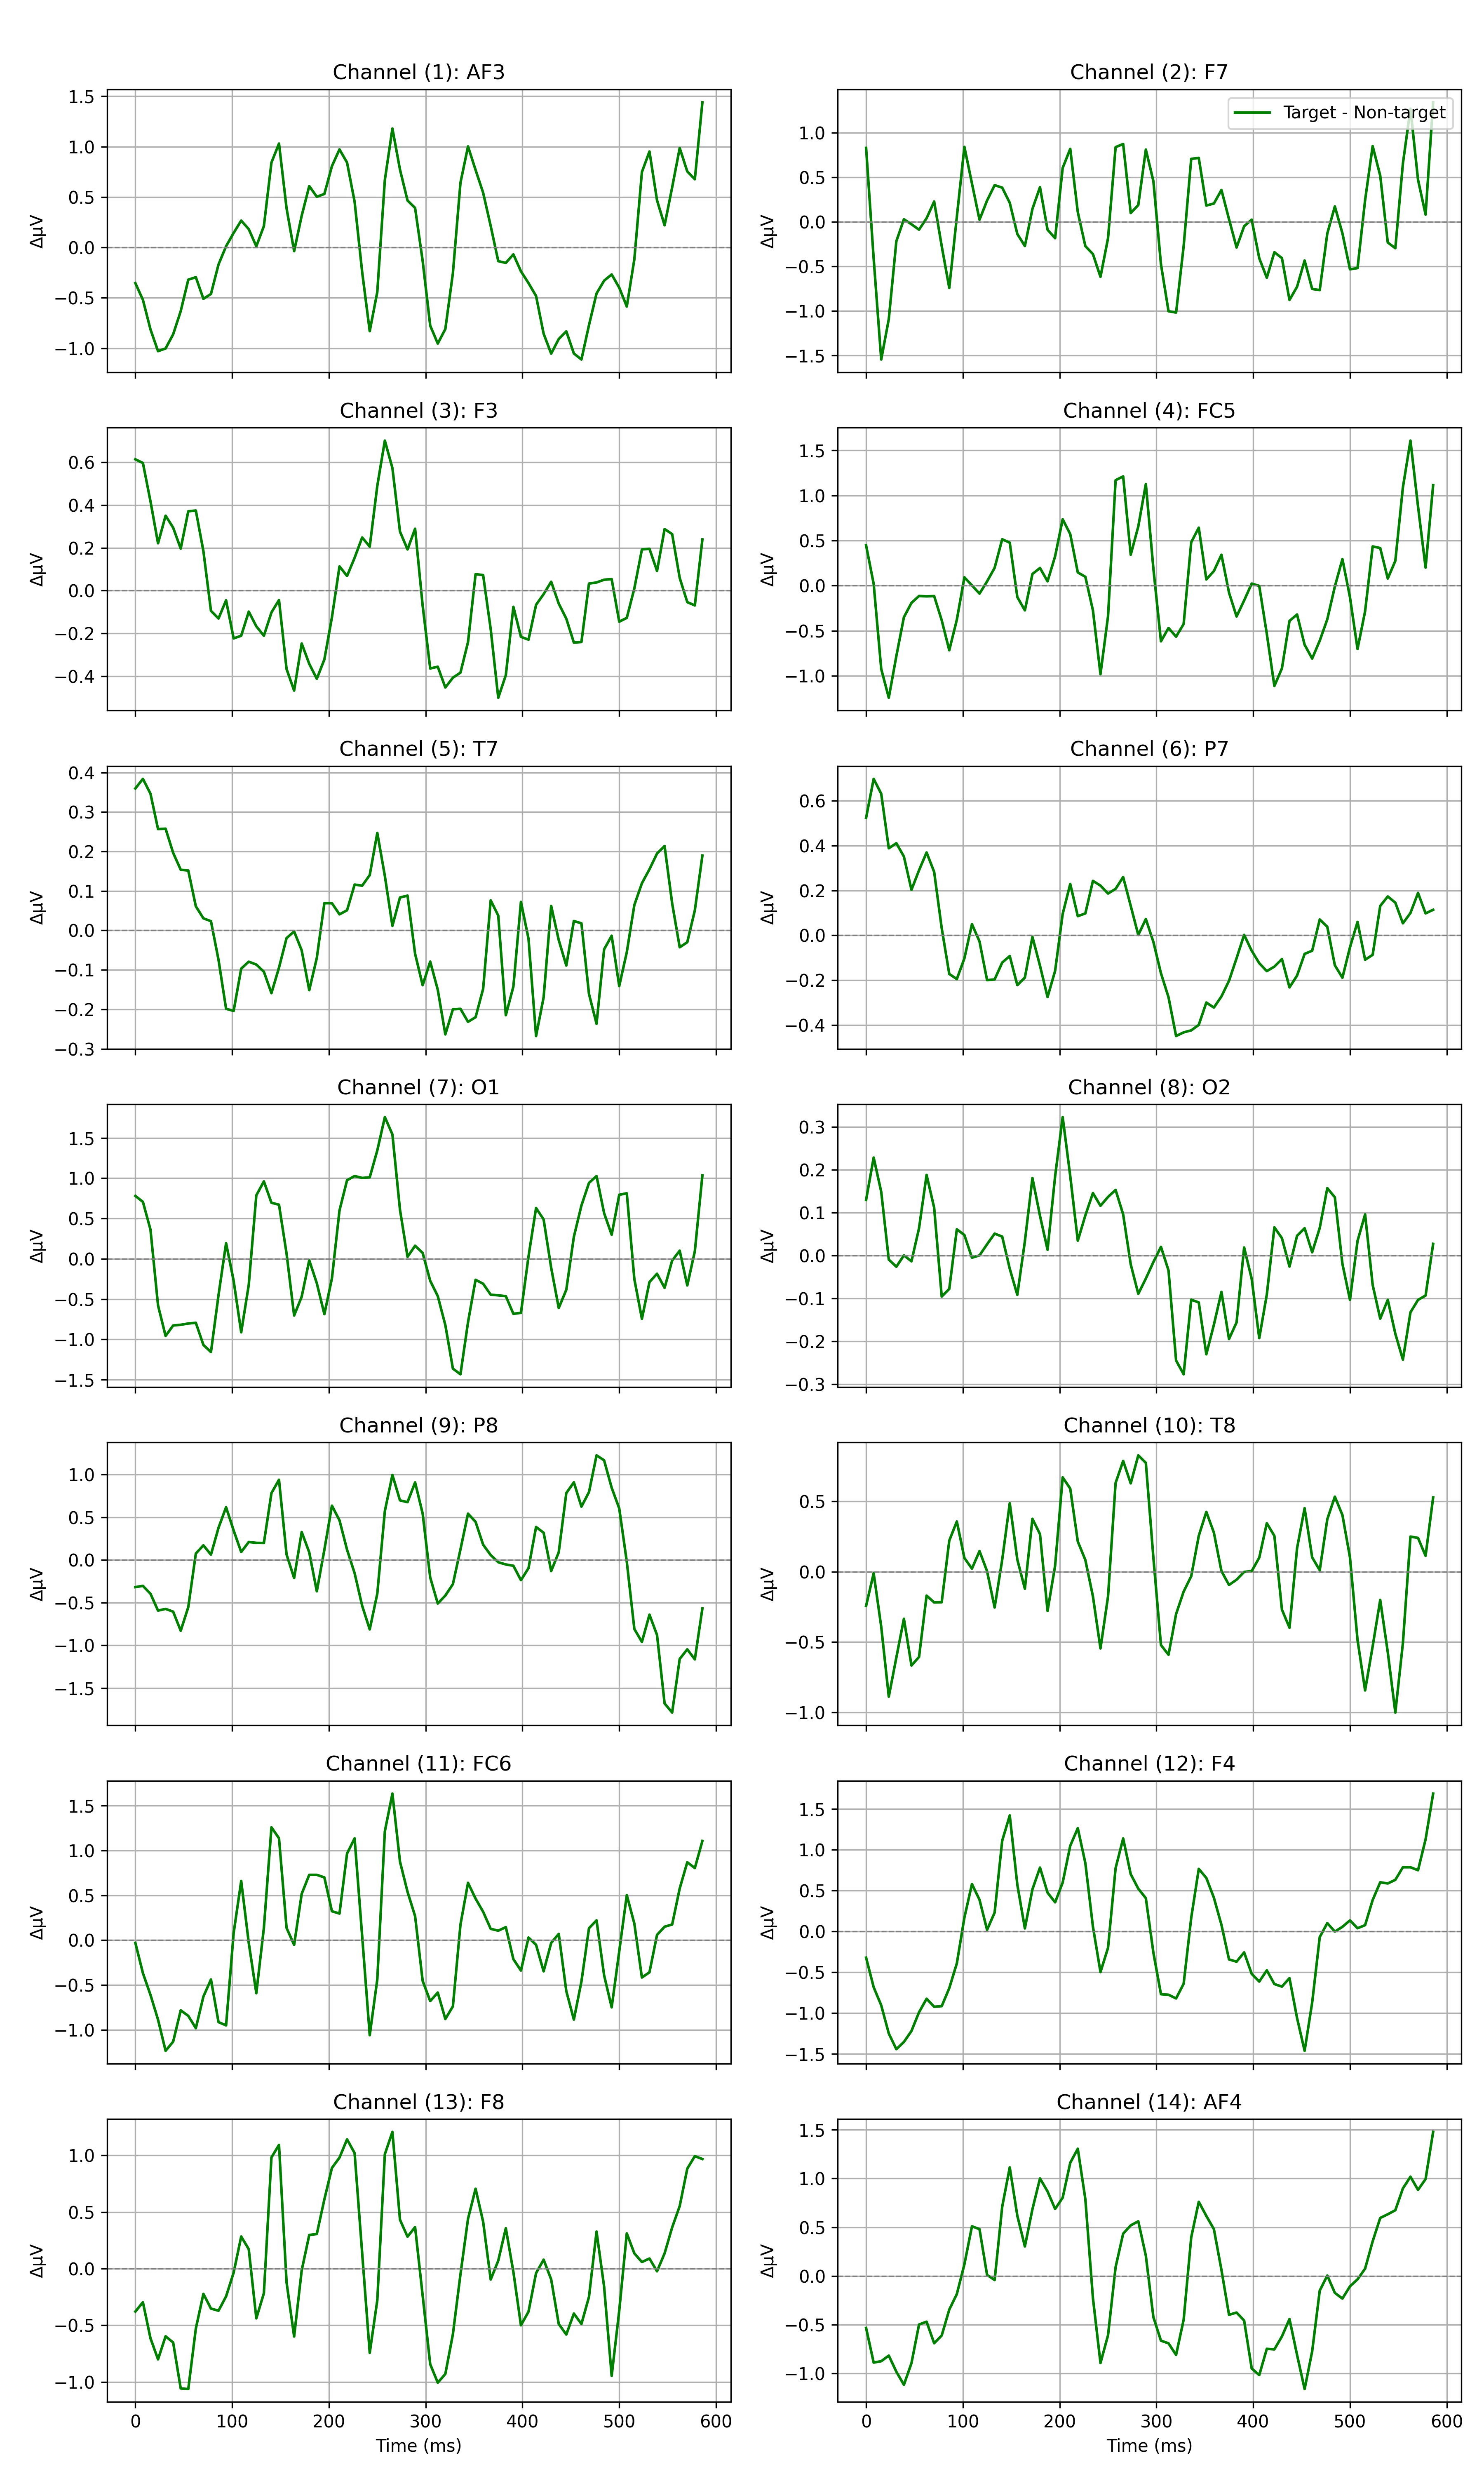 Channel (1): AF3
1.5
1.0
0.5
0.0
−0.5
−1.0
ΔμV
Channel (2): F7
Target - Non-target
1.0
0.5
0.0
−0.5
−1.0
−1.5
ΔμV
Channel (3): F3
0.6
0.4
0.2
0.0
−0.2
−0.4
ΔμV
Channel (4): FC5
1.5
1.0
0.5
0.0
−0.5
−1.0
ΔμV
Channel (5): T7
0.4
0.3
0.2
0.1
0.0
−0.1
−0.2
−0.3
ΔμV
Channel (6): P7
0.6
0.4
0.2
0.0
−0.2
−0.4
ΔμV
Channel (7): O1
1.5
1.0
0.5
0.0
−0.5
−1.0
−1.5
ΔμV
Channel (8): O2
0.3
0.2
0.1
0.0
−0.1
−0.2
−0.3
ΔμV
Channel (9): P8
1.0
0.5
0.0
−0.5
−1.0
−1.5
ΔμV
Channel (10): T8
0.5
0.0
−0.5
−1.0
ΔμV
Channel (11): FC6
1.5
1.0
0.5
0.0
−0.5
−1.0
ΔμV
Channel (12): F4
1.5
1.0
0.5
0.0
−0.5
−1.0
−1.5
ΔμV
Channel (13): F8
1.0
0.5
0.0
−0.5
−1.0
ΔμV
0 100 200 300 400 500 600
Time (ms)
Channel (14): AF4
1.5
1.0
0.5
0.0
−0.5
−1.0
ΔμV
0 100 200 300 400 500 600
Time (ms)